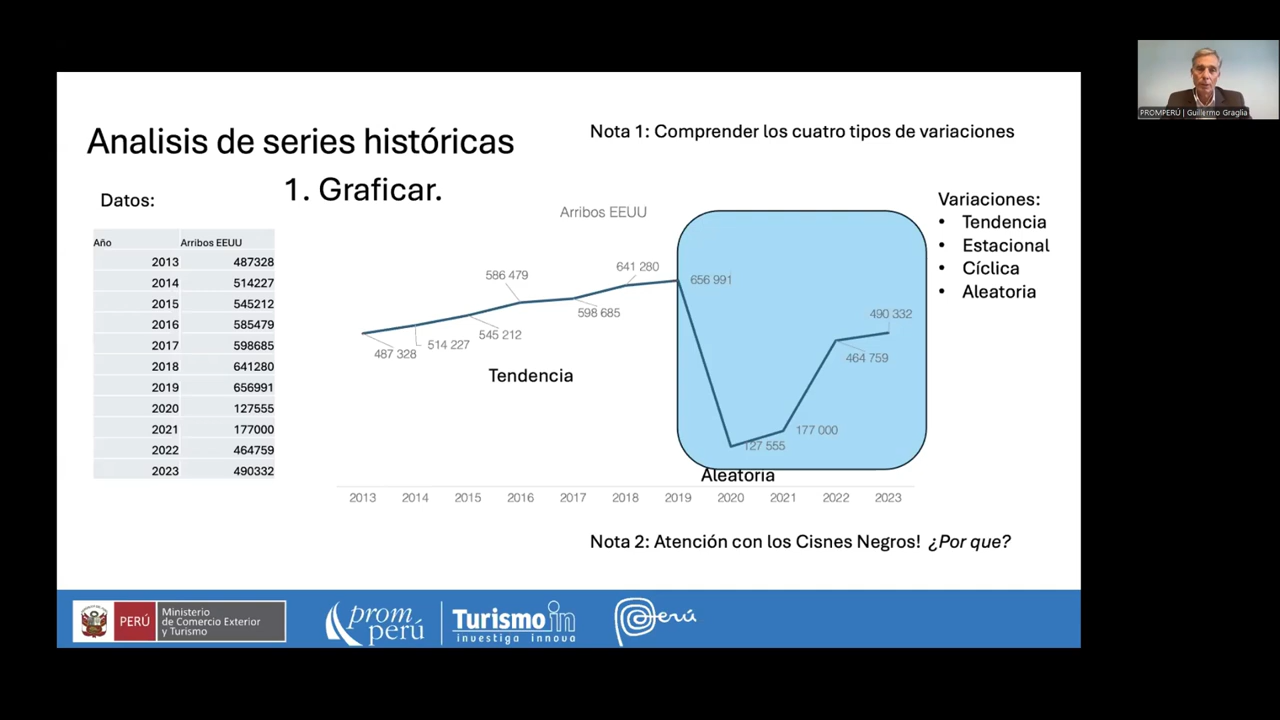 PROMPERÚ | Guillermo Graglia
Analisis de series históricas
Nota 1: Comprender los cuatro tipos de variaciones
1. Graficar.
Datos:
Año Arribos EEUU
2013 487328
2014 514227
2015 545212
2016 585479
2017 598685
2018 641280
2019 656991
2020 127555
2021 177000
2022 464759
2023 490332
Arribos EEUU
487 328
514 227
545 212
586 479
598 685
641 280
656 991
127 555
177 000
464 759
490 332
Tendencia
Aleatoria
2013 2014 2015 2016 2017 2018 2019 2020 2021 2022 2023
Variaciones:
• Tendencia
• Estacional
• Cíclica
• Aleatoria
Nota 2: Atención con los Cisnes Negros! ¿Por que?
PERÚ
Ministerio
de Comercio Exterior
y Turismo
prom
perú
Turismo in
investiga innova
Perú